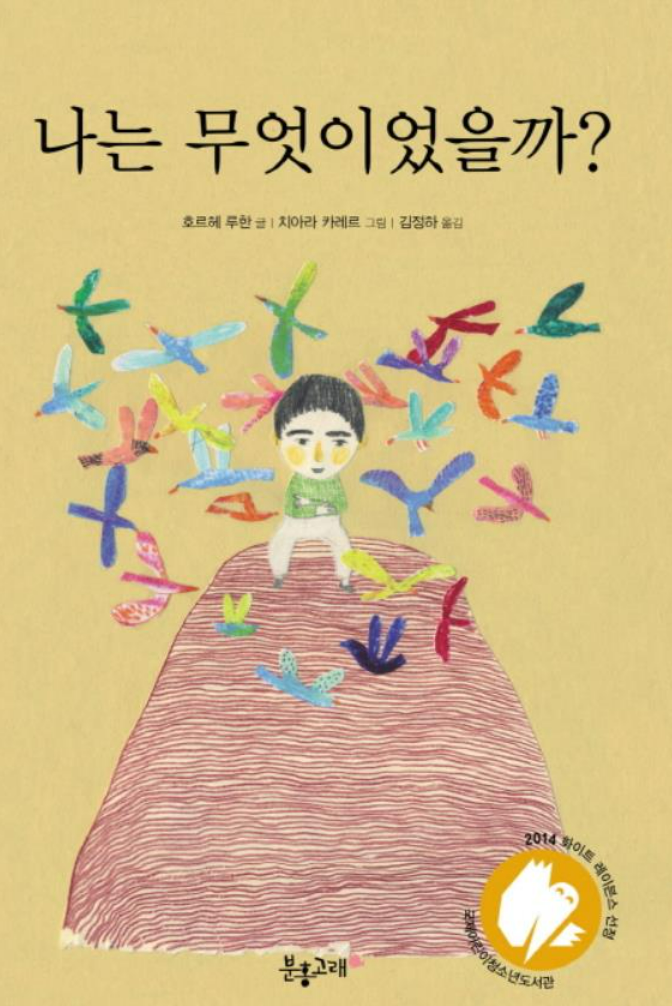 나는 무엇이었을까?
호르헤 루한 글 | 치아라 카레르 그림 | 김정하 옮김
2014 화이트 레이븐스 선정
국제어린이청소년도서관
분홍고래